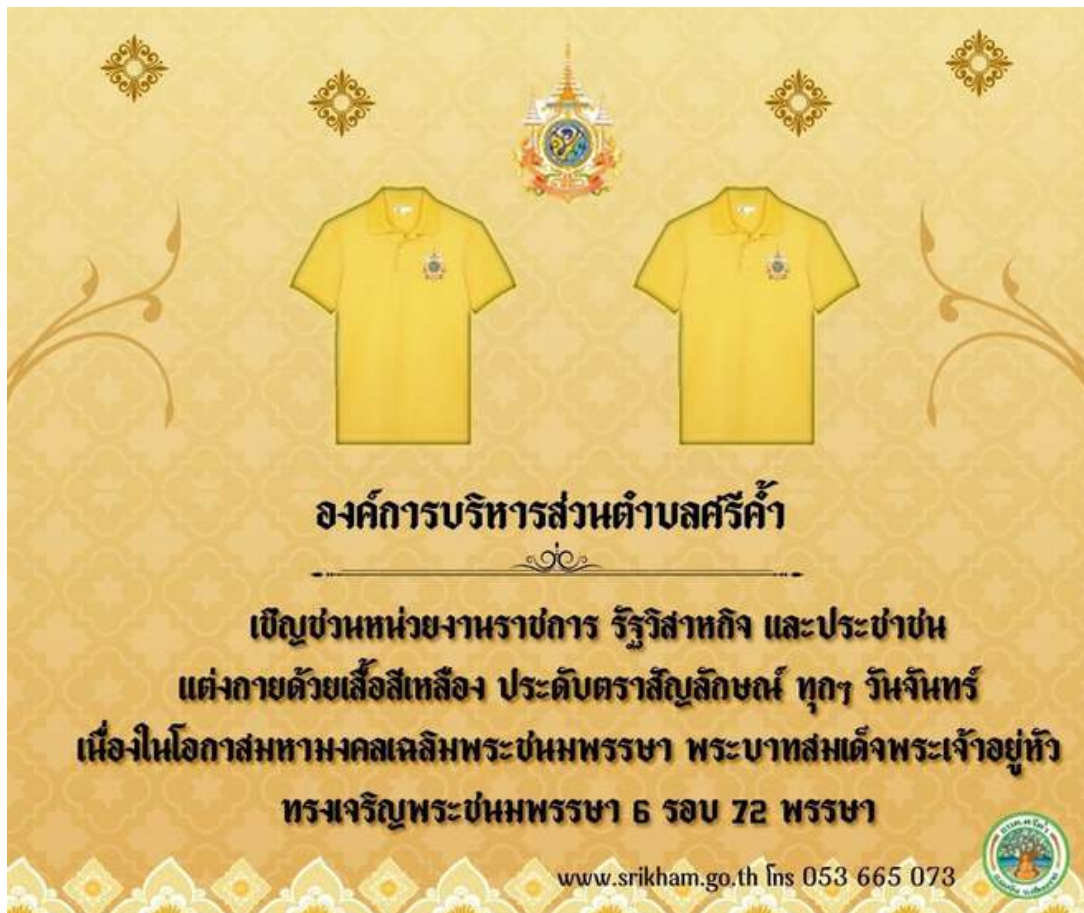 องค์การบริหารส่วนตำบลศรีค้ำ
เชิญชวนหน่วยงานราชการ รัฐวิสาหกิจ และประชาชน
แต่งกายด้วยเสื้อสีเหลือง ประดับตราสัญลักษณ์ ทุกๆ วันจันทร์
เนื่องในโอกาสมหามงคลเฉลิมพระชนมพรรษา พระบาทสมเด็จพระเจ้าอยู่หัว
ทรงเจริญพระชนมพรรษา 6 รอบ 72 พรรษา
www.srikham.go.th โทร 053 665 073